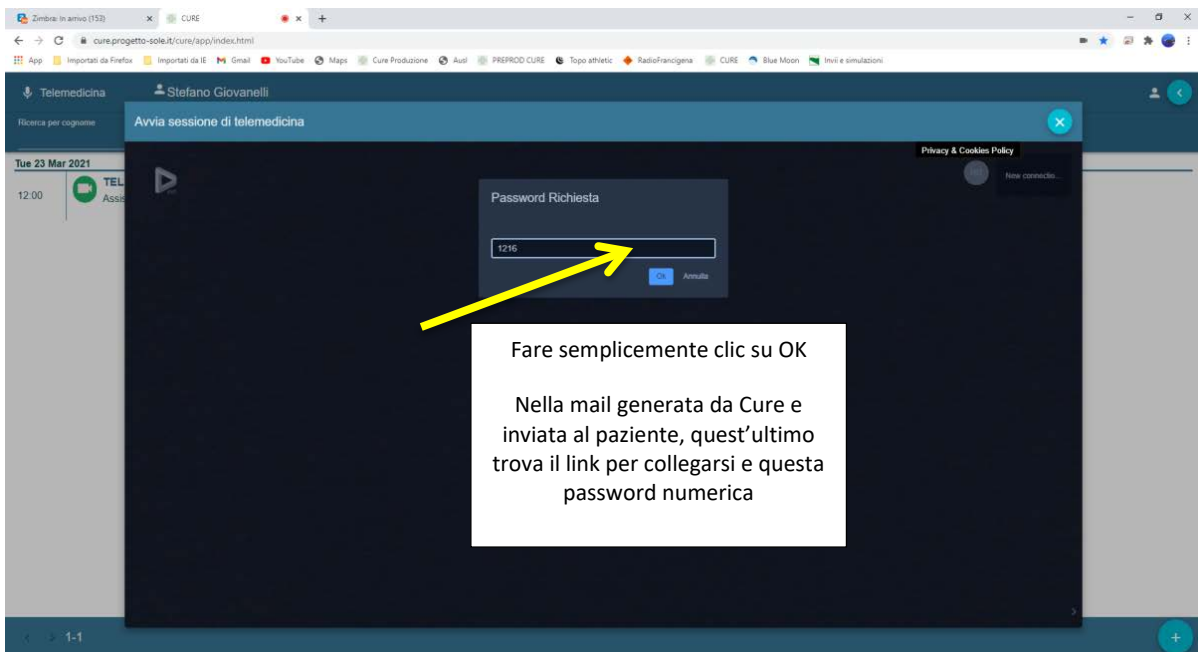 Zimbra: In arrivo (153)
CURE
cure.progetto-sole.it/cure/app/index.html
App
Importati da Firefox
Importati da IE
Gmail
YouTube
Maps
Cure Produzione
Ausl
PREPROD CURE
Topo athletic
RadioFrancigena
CURE
Blue Moon
Invii e simulazioni
Telemedicina
Stefano Giovanelli
Ricerca per cognome
Avvia sessione di telemedicina
Privacy & Cookies Policy
Tue 23 Mar 2021
New connectio...
12:00
TEL
Assis
Password Richiesta
1216
Ok
Annulla
Fare semplicemente clic su OK
Nella mail generata da Cure e
inviata al paziente, quest’ultimo
trova il link per collegarsi e questa
password numerica
1-1